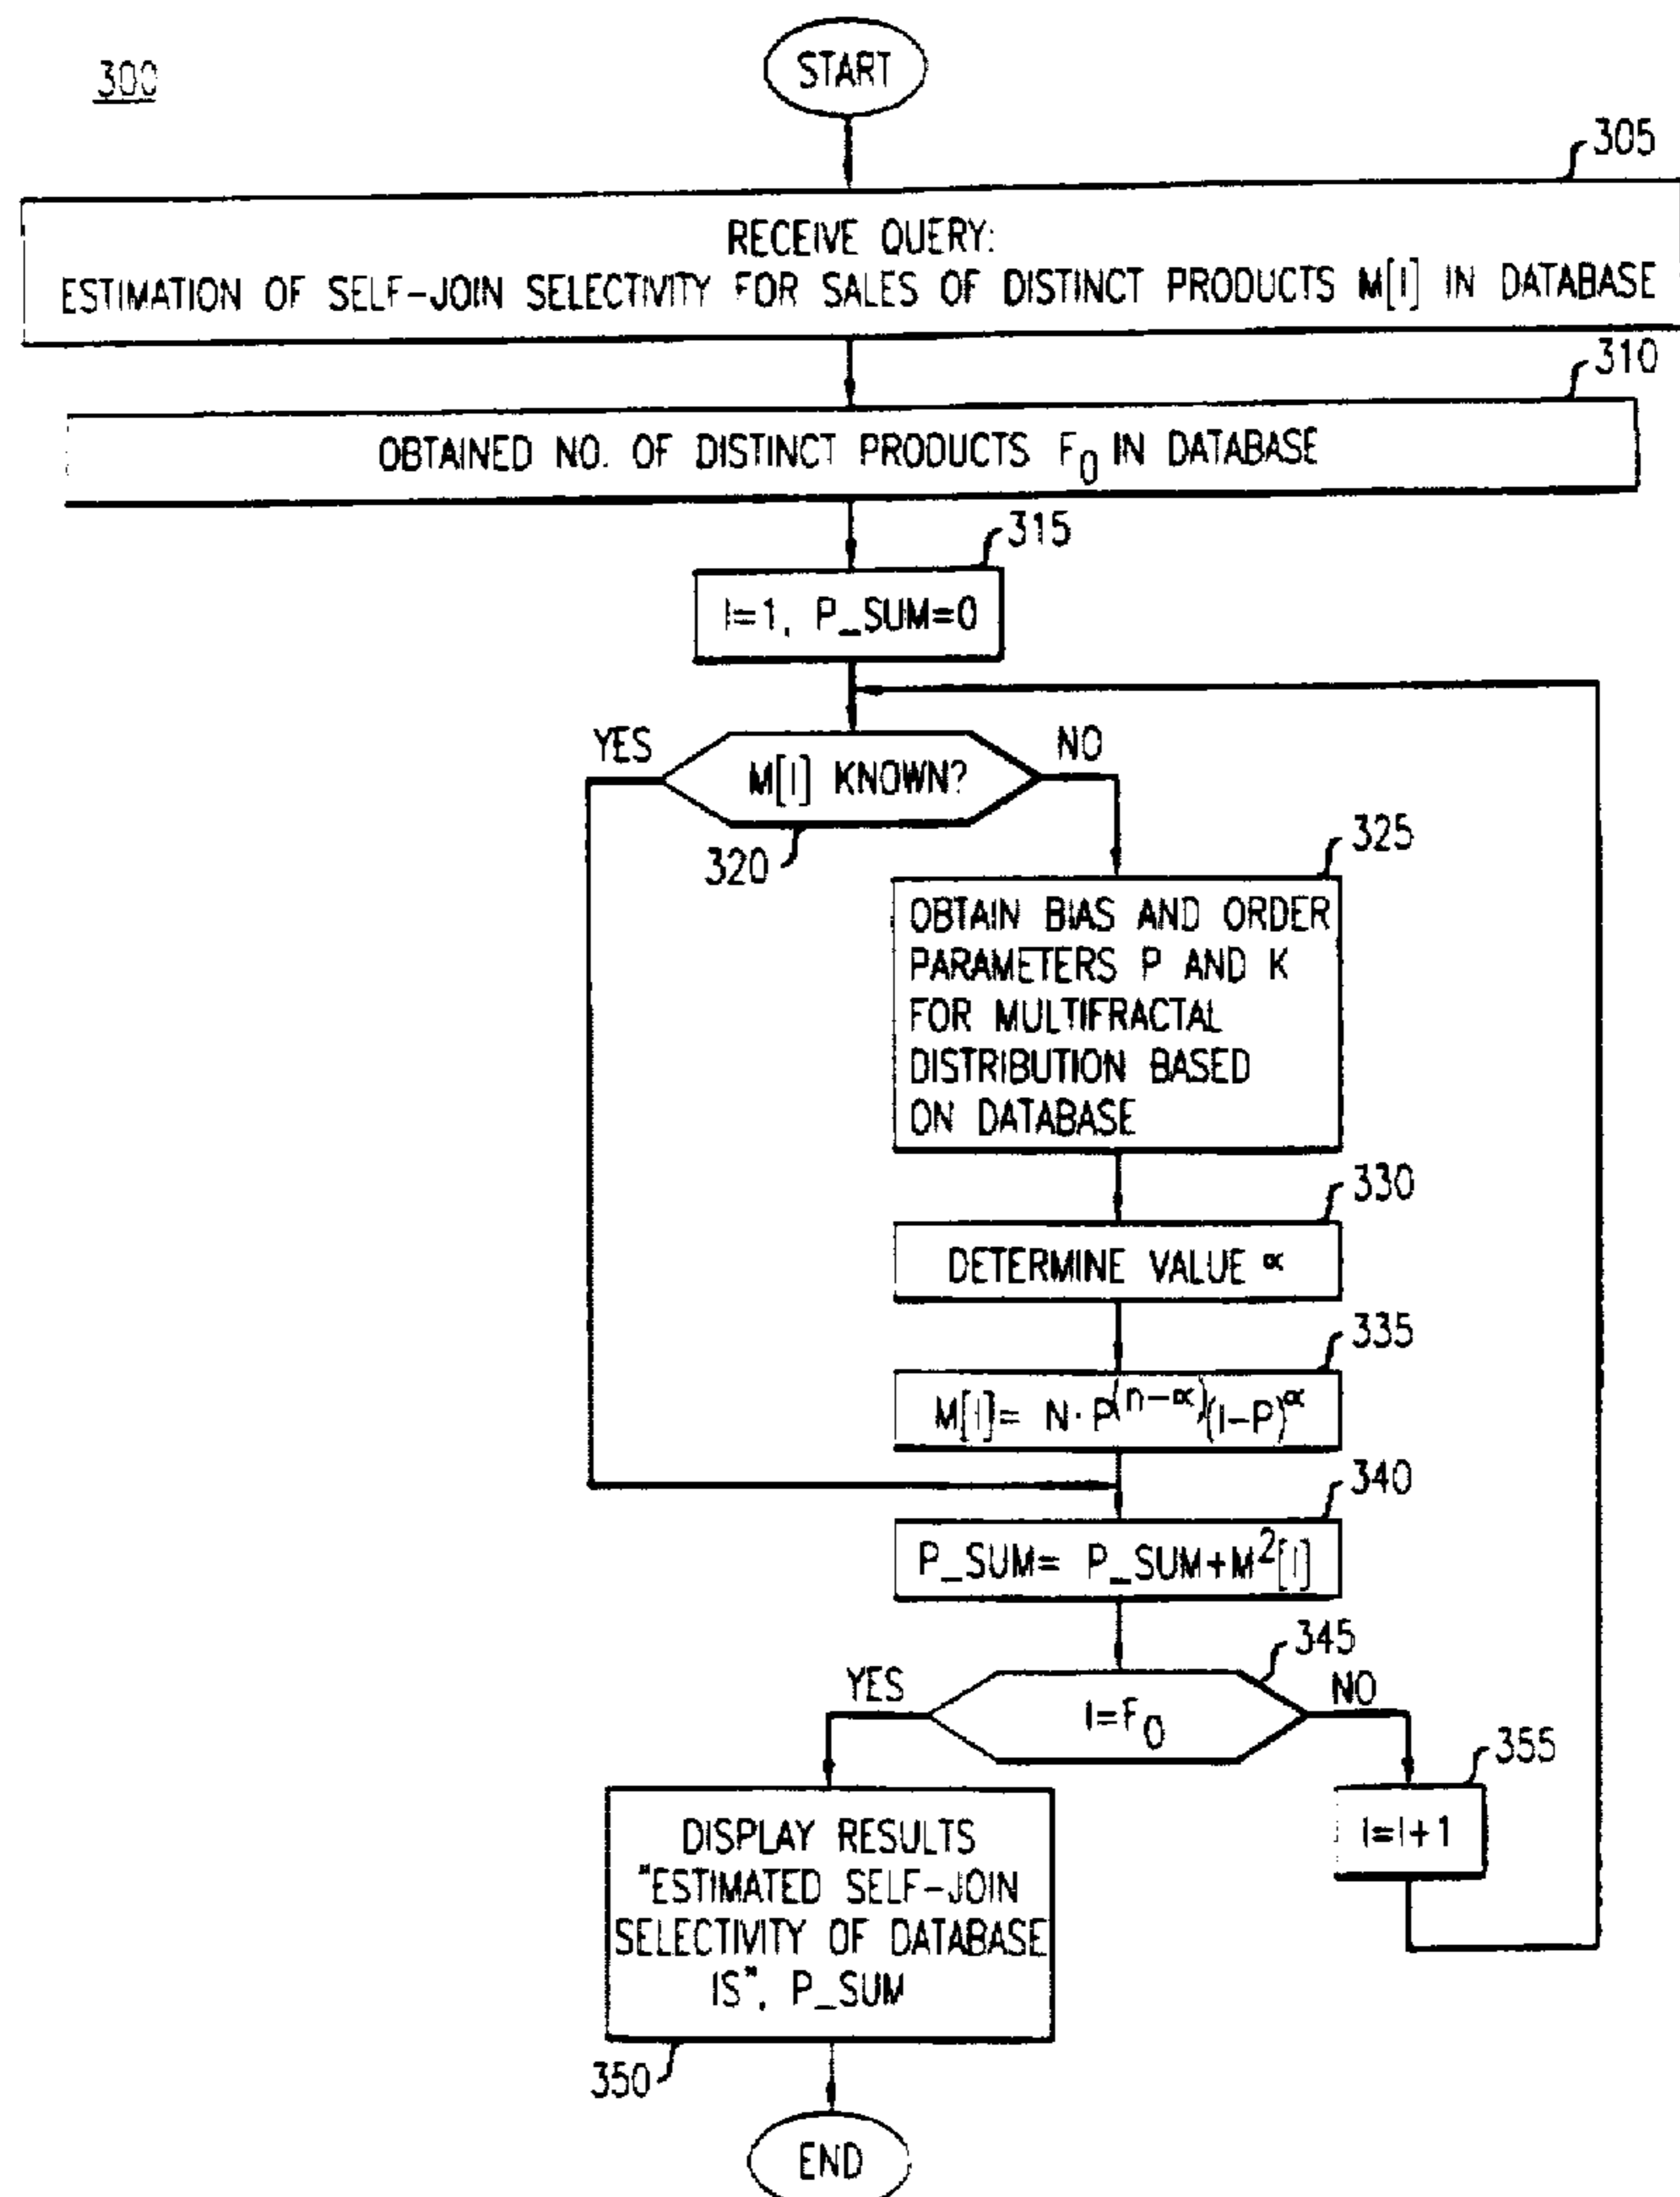 300
START
305
RECEIVE QUERY:
ESTIMATION OF SELF-JOIN SELECTIVITY FOR SALES OF DISTINCT PRODUCTS M[I] IN DATABASE
310
OBTAINED NO. OF DISTINCT PRODUCTS F₀ IN DATABASE
315
I=1, P_SUM=0
YES
M[I] KNOWN?
NO
320
325
OBTAIN BIAS AND ORDER
PARAMETERS P AND K
FOR MULTIFRACTAL
DISTRIBUTION BASED
ON DATABASE
330
DETERMINE VALUE ∝
335
M[I]= N·P^(n-∝)(1-P)^∝
340
P_SUM= P_SUM+M²[I]
345
YES
I=F₀
NO
355
I=I+1
DISPLAY RESULTS
"ESTIMATED SELF-JOIN
SELECTIVITY OF DATABASE
IS", P_SUM
350
END